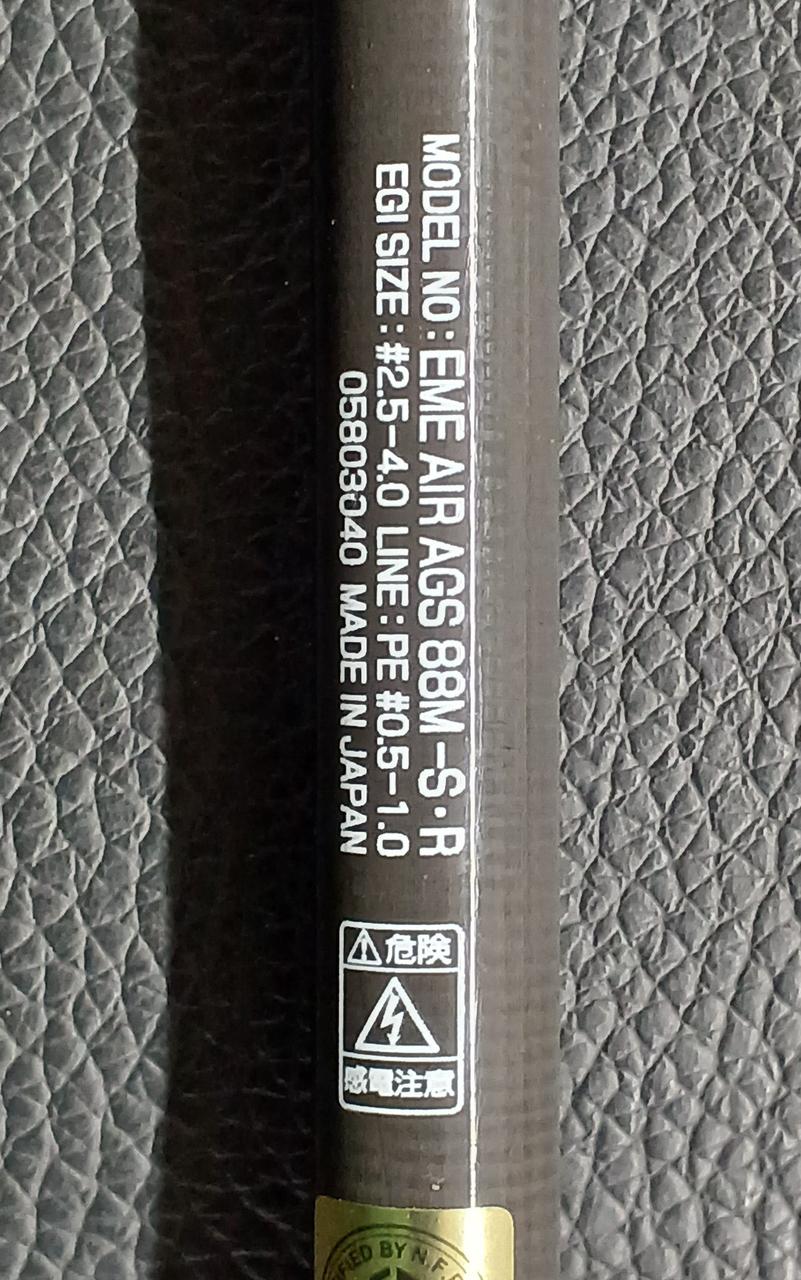 MODEL NO : EME AIR AGS 88M-S・R
EGI SIZE : #2.5-4.0 LINE : PE #0.5-1.0
05803040 MADE IN JAPAN
危険
感電注意
BY N.F.